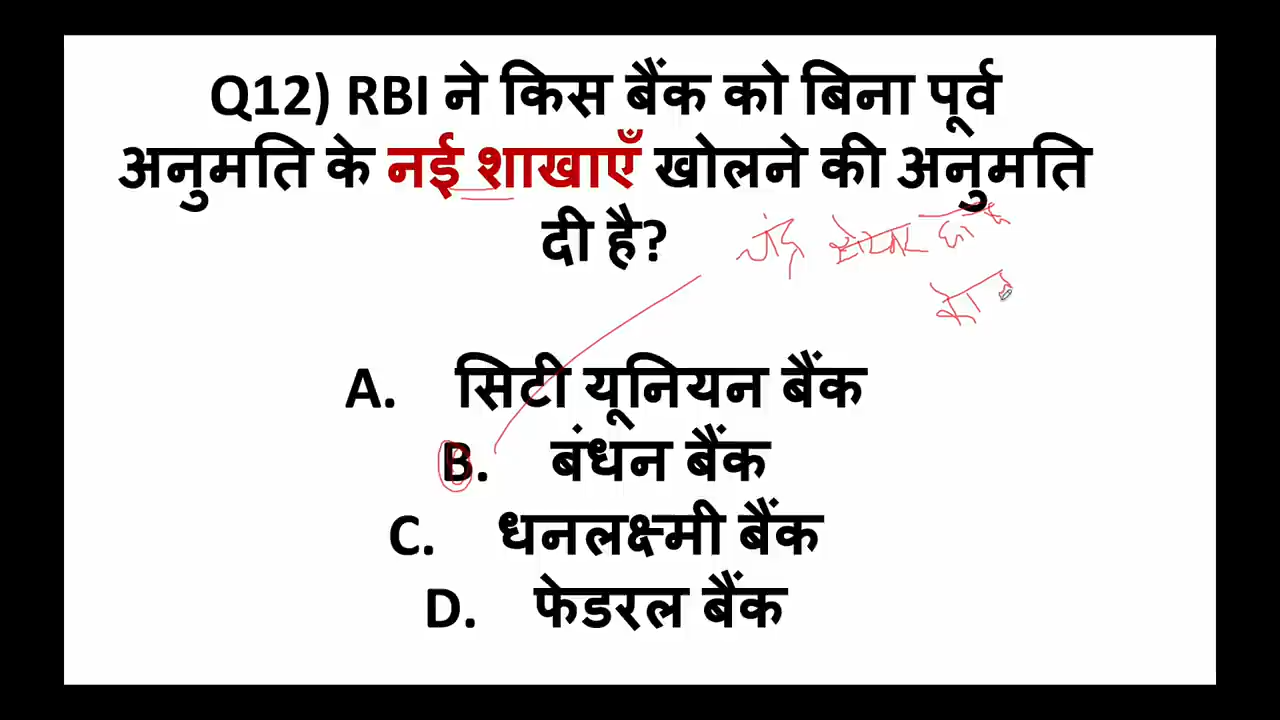 Q12) RBI ने किस बैंक को बिना पूर्व
अनुमति के नई शाखाएँ खोलने की अनुमति
दी है?
A. सिटी यूनियन बैंक
B. बंधन बैंक
C. धनलक्ष्मी बैंक
D. फेडरल बैंक